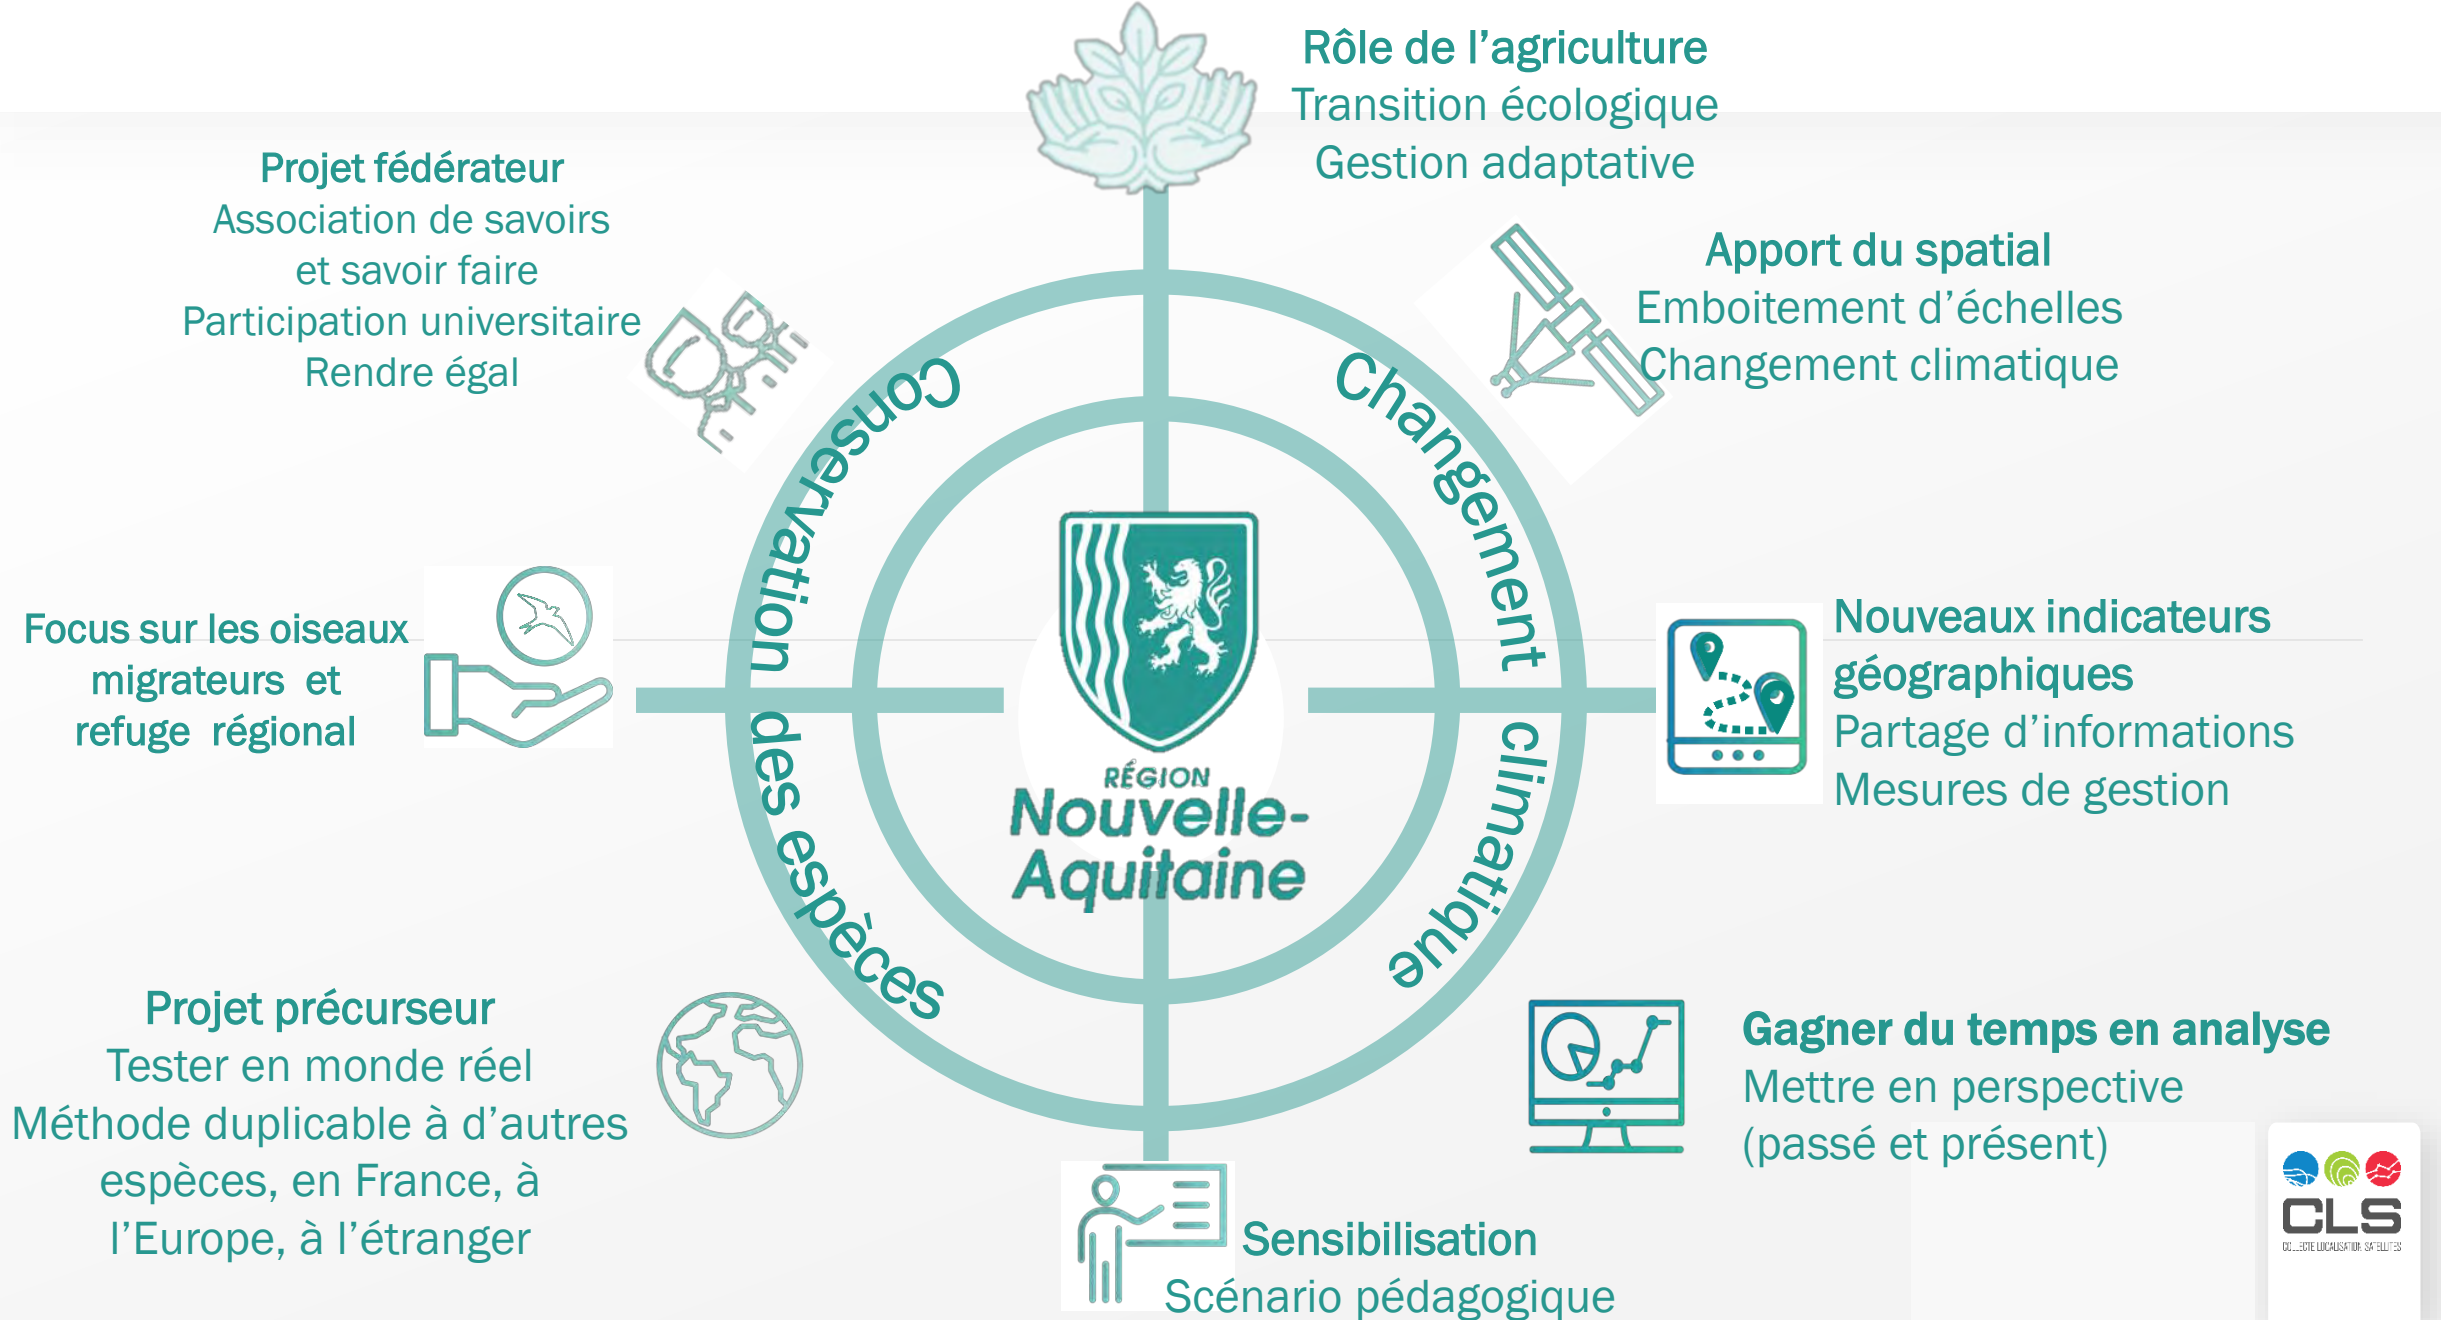 Rôle de l'agriculture
Transition écologique
Gestion adaptative
Projet fédérateur
Association de savoirs
et savoir faire
Participation universitaire
Rendre égal
Apport du spatial
Emboitement d'échelles
Changement climatique
Conservation des espèces
Changement climatique
Focus sur les oiseaux
migrateurs et
refuge régional
RÉGION
Nouvelle-
Aquitaine
Nouveaux indicateurs
géographiques
Partage d'informations
Mesures de gestion
Projet précurseur
Tester en monde réel
Méthode duplicable à d'autres
espèces, en France, à
l'Europe, à l'étranger
Gagner du temps en analyse
Mettre en perspective
(passé et présent)
Sensibilisation
Scénario pédagogique
CLS
COLLECTE LOCALISATION SATELLITES